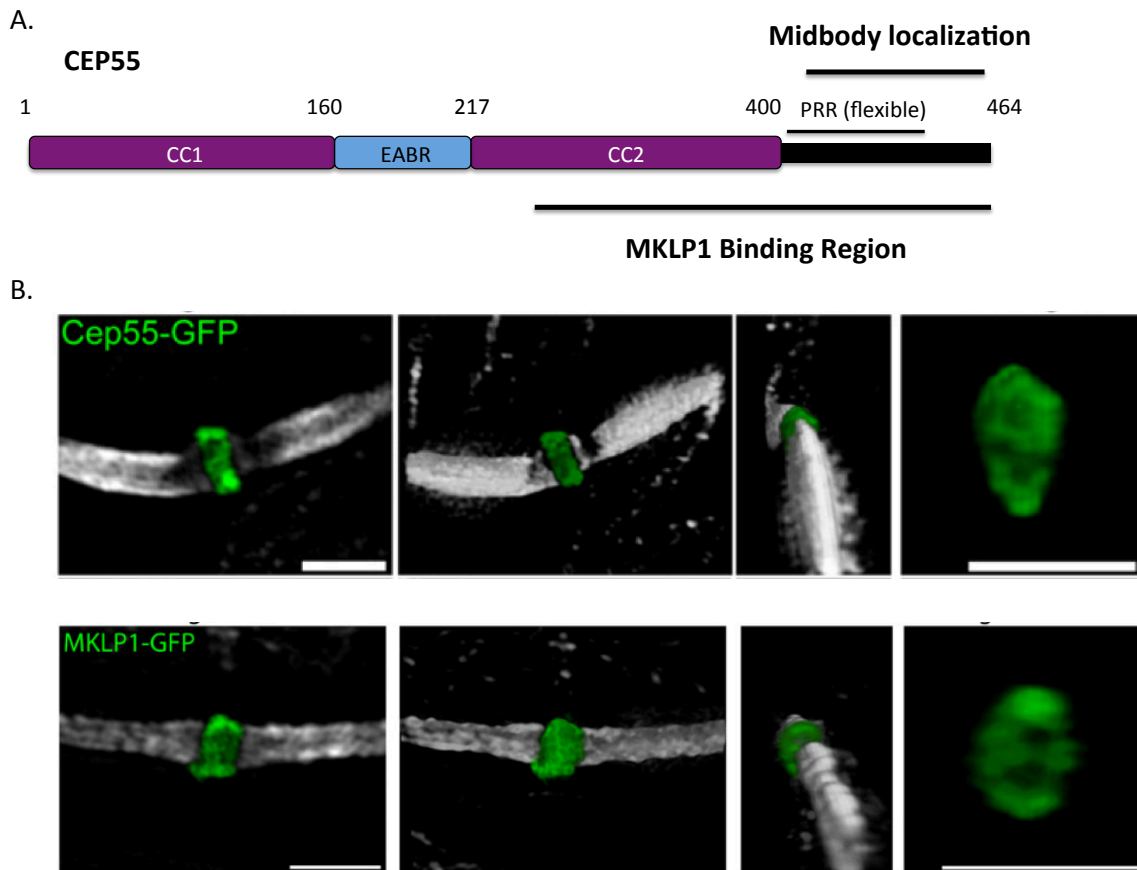 A.
Midbody localization
CEP55
1 160 217 400 PRR (flexible) 464
CC1 EABR CC2
MKLP1 Binding Region
B.
Cep55-GFP
MKLP1-GFP